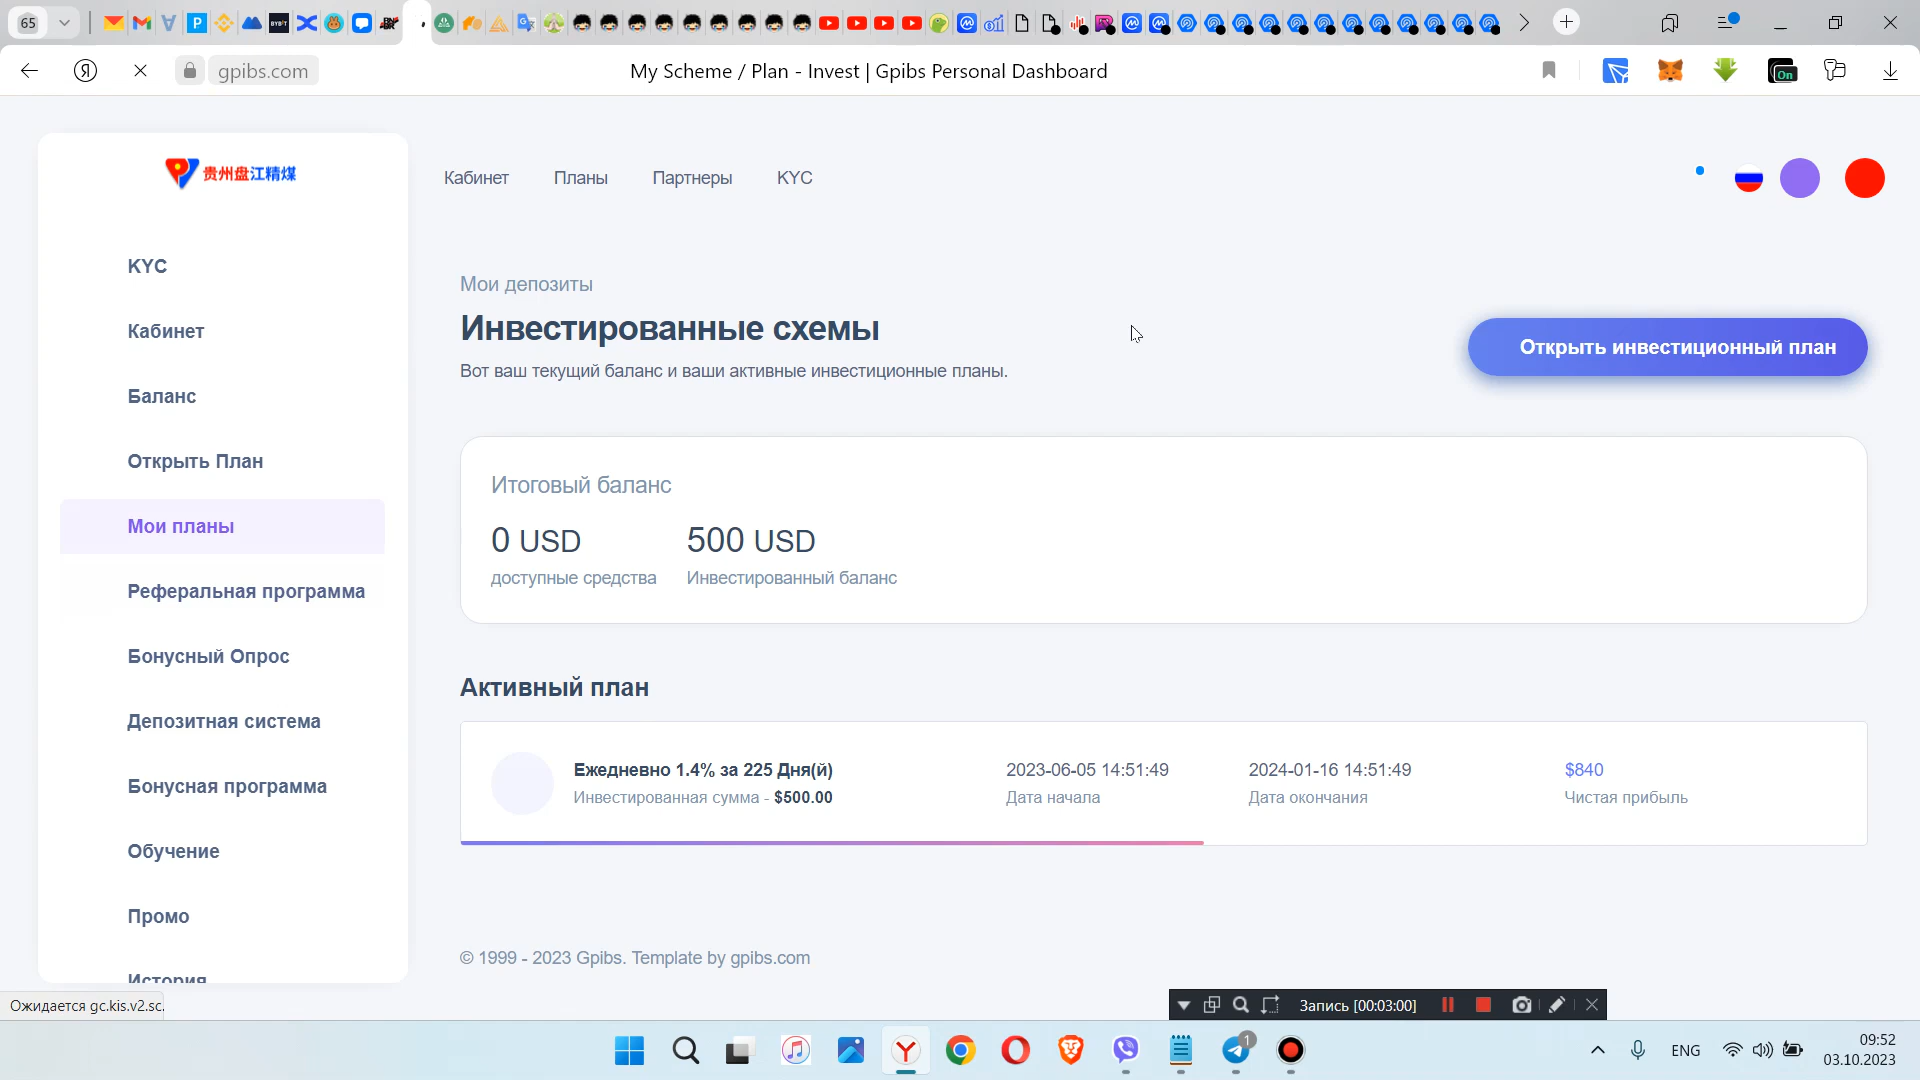 65
gpibs.com
My Scheme / Plan - Invest | Gpibs Personal Dashboard
On
贵州盘江精煤
Кабинет
Планы
Партнеры
KYC
KYC
Кабинет
Баланс
Открыть План
Мои планы
Реферальная программа
Бонусный Опрос
Депозитная система
Бонусная программа
Обучение
Промо
История
Мои депозиты
Инвестированные схемы
Вот ваш текущий баланс и ваши активные инвестиционные планы.
Открыть инвестиционный план
Итоговый баланс
0 USD
500 USD
доступные средства
Инвестированный баланс
Активный план
Ежедневно 1.4% за 225 Дня(й)
2023-06-05 14:51:49
2024-01-16 14:51:49
$840
Инвестированная сумма - $500.00
Дата начала
Дата окончания
Чистая прибыль
© 1999 - 2023 Gpibs. Template by gpibs.com
Ожидается gc.kis.v2.sc.
Запись [00:03:00]
1
ENG
09:52
03.10.2023